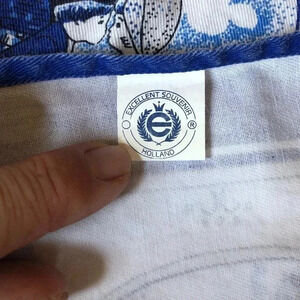 EXCELLENT SOUVENIR
e
®
HOLLAND